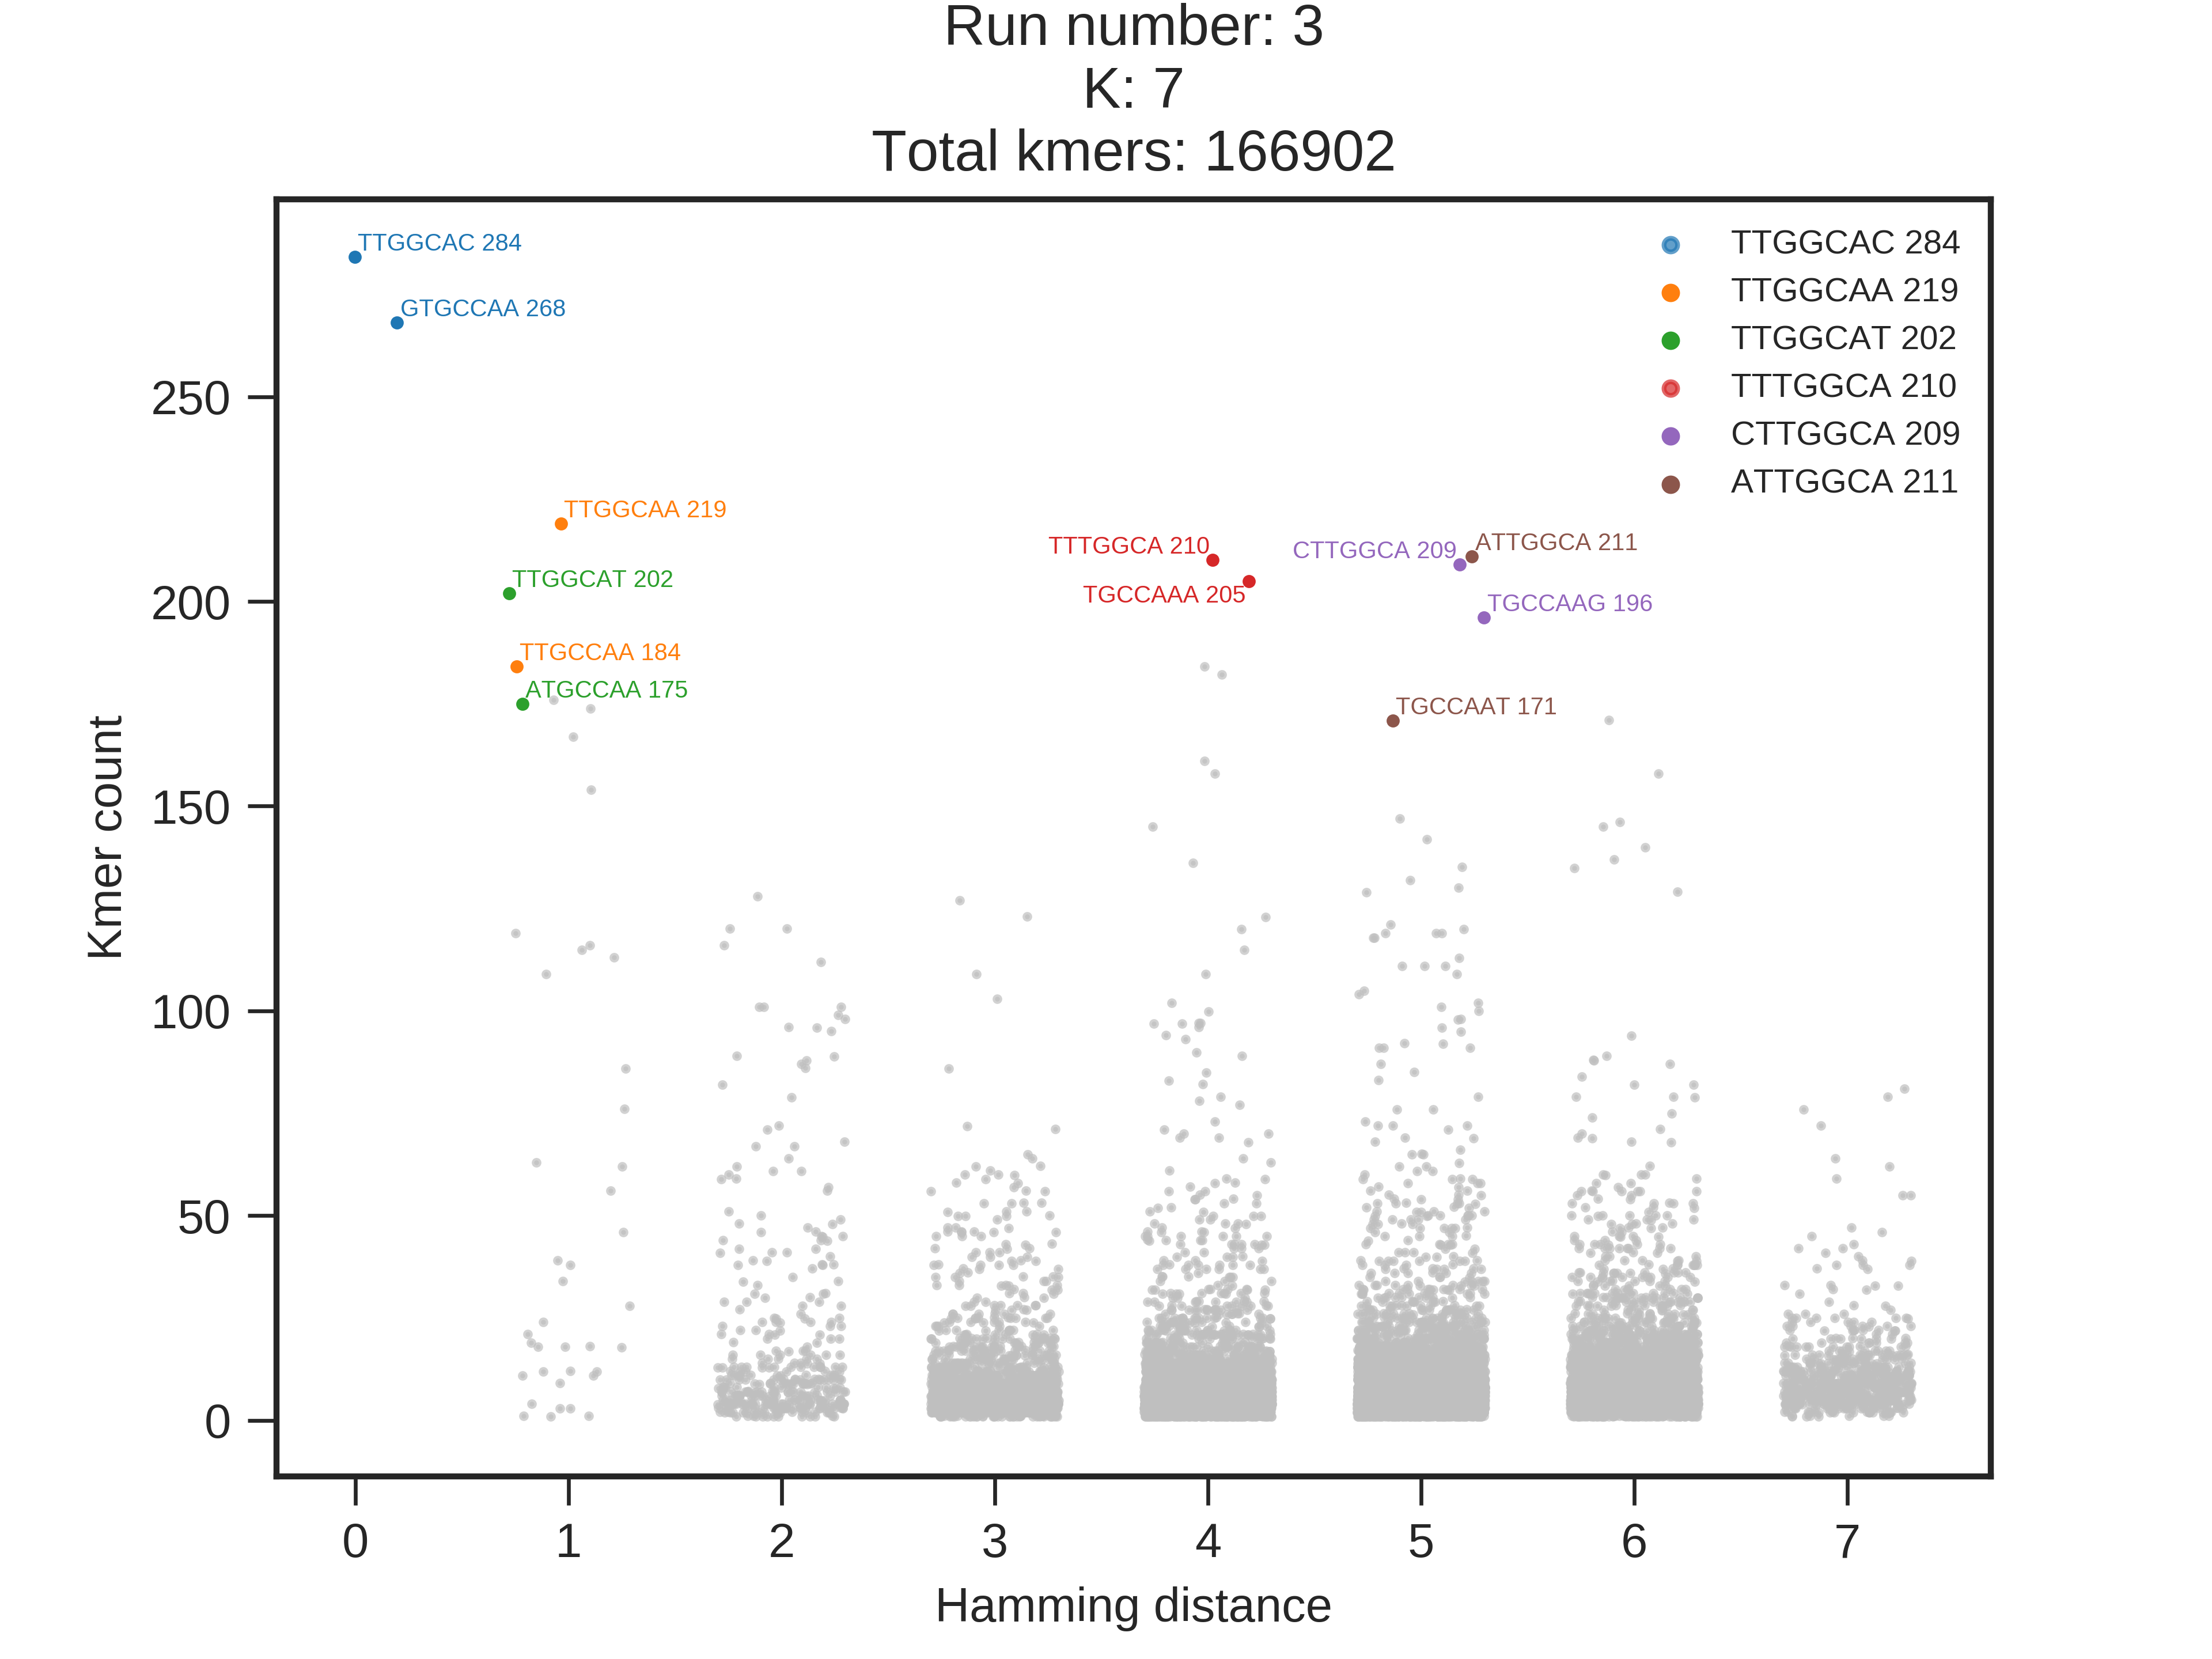 Run number: 3
K: 7
Total kmers: 166902
TTGGCAC 284
GTGCCAA 268
TTGGCAA 219
TTGGCAT 202
TTGCCAA 184
ATGCCAA 175
TTTGGCA 210
TGCCAAA 205
CTTGGCA 209
ATTGGCA 211
TGCCAAG 196
TGCCAAT 171
TTGGCAC 284
TTGGCAA 219
TTGGCAT 202
TTTGGCA 210
CTTGGCA 209
ATTGGCA 211
Kmer count
250
200
150
100
50
0
0 1 2 3 4 5 6 7
Hamming distance